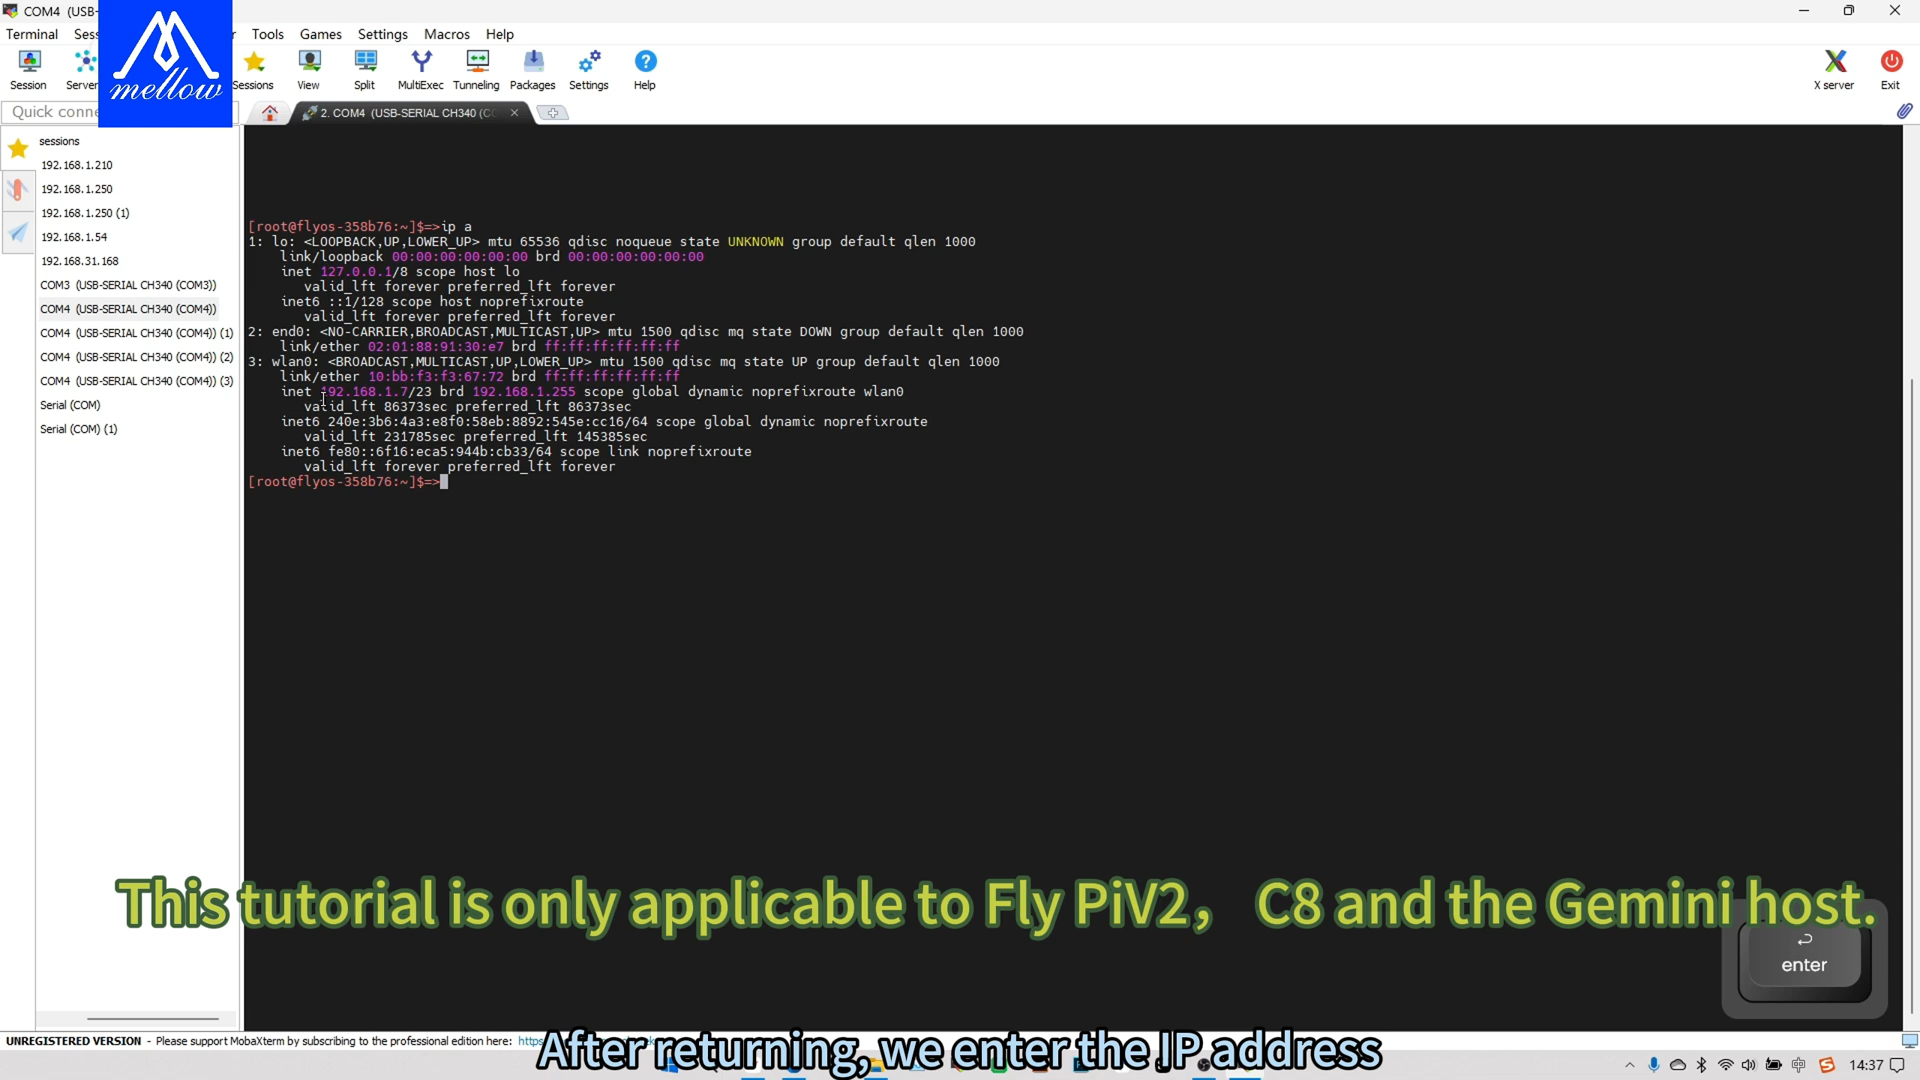 COM4 (USB-
Terminal Sess Tools Games Settings Macros Help
Session Server Sessions View Split MultiExec Tunneling Packages Settings Help X server Exit
mellow
Quick conne
2. COM4 (USB-SERIAL CH340 (CO
sessions
192.168.1.210
192.168.1.250
192.168.1.250 (1)
192.168.1.54
192.168.31.168
COM3 (USB-SERIAL CH340 (COM3))
COM4 (USB-SERIAL CH340 (COM4))
COM4 (USB-SERIAL CH340 (COM4)) (1)
COM4 (USB-SERIAL CH340 (COM4)) (2)
COM4 (USB-SERIAL CH340 (COM4)) (3)
Serial (COM)
Serial (COM) (1)
[root@flyos-358b76:~]$=>ip a
1: lo: <LOOPBACK,UP,LOWER_UP> mtu 65536 qdisc noqueue state UNKNOWN group default qlen 1000
link/loopback 00:00:00:00:00:00 brd 00:00:00:00:00:00
inet 127.0.0.1/8 scope host lo
valid_lft forever preferred_lft forever
inet6 ::1/128 scope host noprefixroute
valid_lft forever preferred_lft forever
2: end0: <NO-CARRIER,BROADCAST,MULTICAST,UP> mtu 1500 qdisc mq state DOWN group default qlen 1000
link/ether 02:01:88:91:30:e7 brd ff:ff:ff:ff:ff:ff
3: wlan0: <BROADCAST,MULTICAST,UP,LOWER_UP> mtu 1500 qdisc mq state UP group default qlen 1000
link/ether 10:bb:f3:f3:67:72 brd ff:ff:ff:ff:ff:ff
inet 192.168.1.7/23 brd 192.168.1.255 scope global dynamic noprefixroute wlan0
valid_lft 86373sec preferred_lft 86373sec
inet6 240e:3b6:4a3:e8f0:58eb:8892:545e:cc16/64 scope global dynamic noprefixroute
valid_lft 231785sec preferred_lft 145385sec
inet6 fe80::6f16:eca5:944b:cb33/64 scope link noprefixroute
valid_lft forever preferred_lft forever
[root@flyos-358b76:~]$=>
This tutorial is only applicable to Fly PiV2， C8 and the Gemini host.
enter
UNREGISTERED VERSION - Please support MobaXterm by subscribing to the professional edition here:
After returning, we enter the IP address
中 14:37